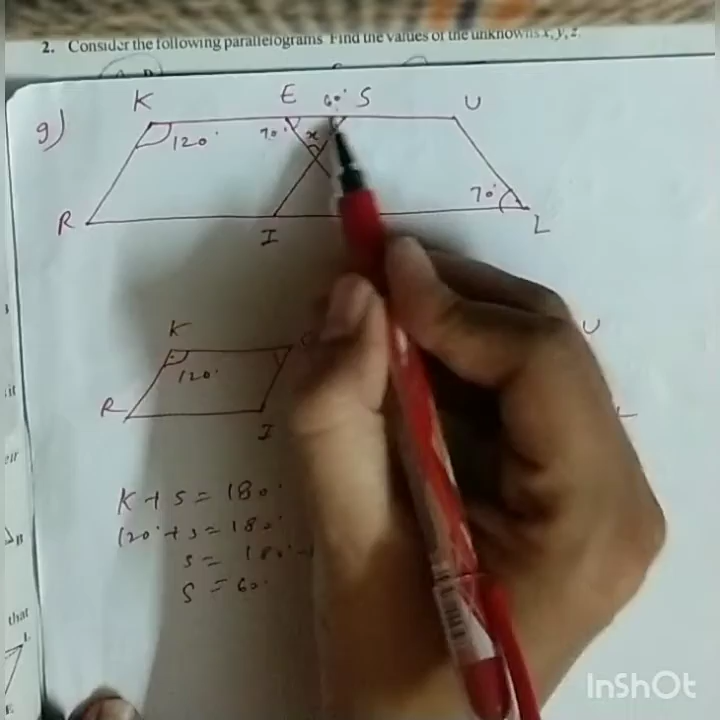 2. Consider the following parallelograms. Find the values of the unknowns x, y, z.
g)
K E 60° S U
120° 70° x 70°
R I L
K U
120°
R I L
K + S = 180°
120° + s = 180°
s = 180° -
S = 60°
that
InShOt